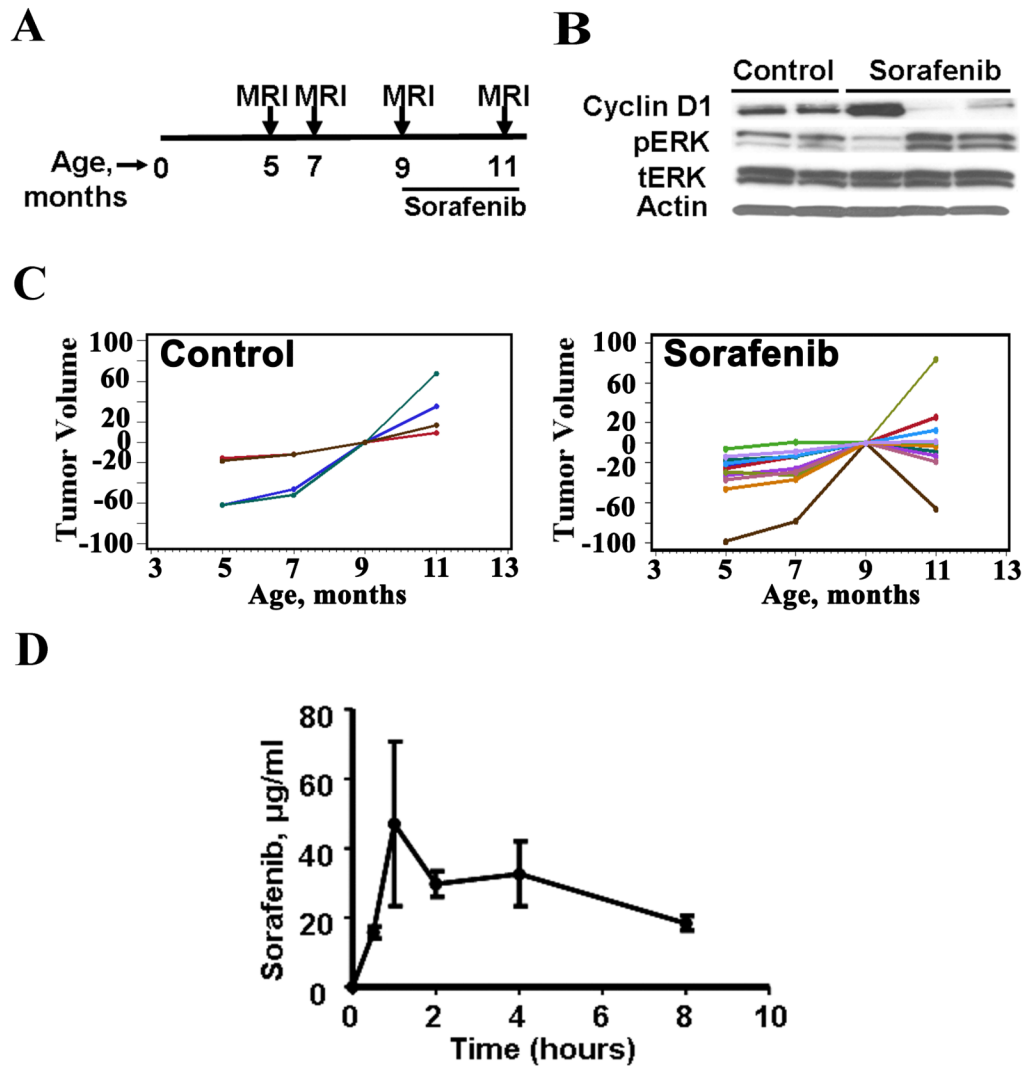 A
MRI MRI MRI MRI
Age, months → 0 5 7 9 11
Sorafenib
B
Control Sorafenib
Cyclin D1
pERK
tERK
Actin
C
Control
Tumor Volume
100
60
20
0
-20
-60
-100
3 5 7 9 11 13
Age, months
Sorafenib
Tumor Volume
100
60
20
0
-20
-60
-100
3 5 7 9 11 13
Age, months
D
Sorafenib, µg/ml
80
60
40
20
0
0 2 4 6 8 10
Time (hours)